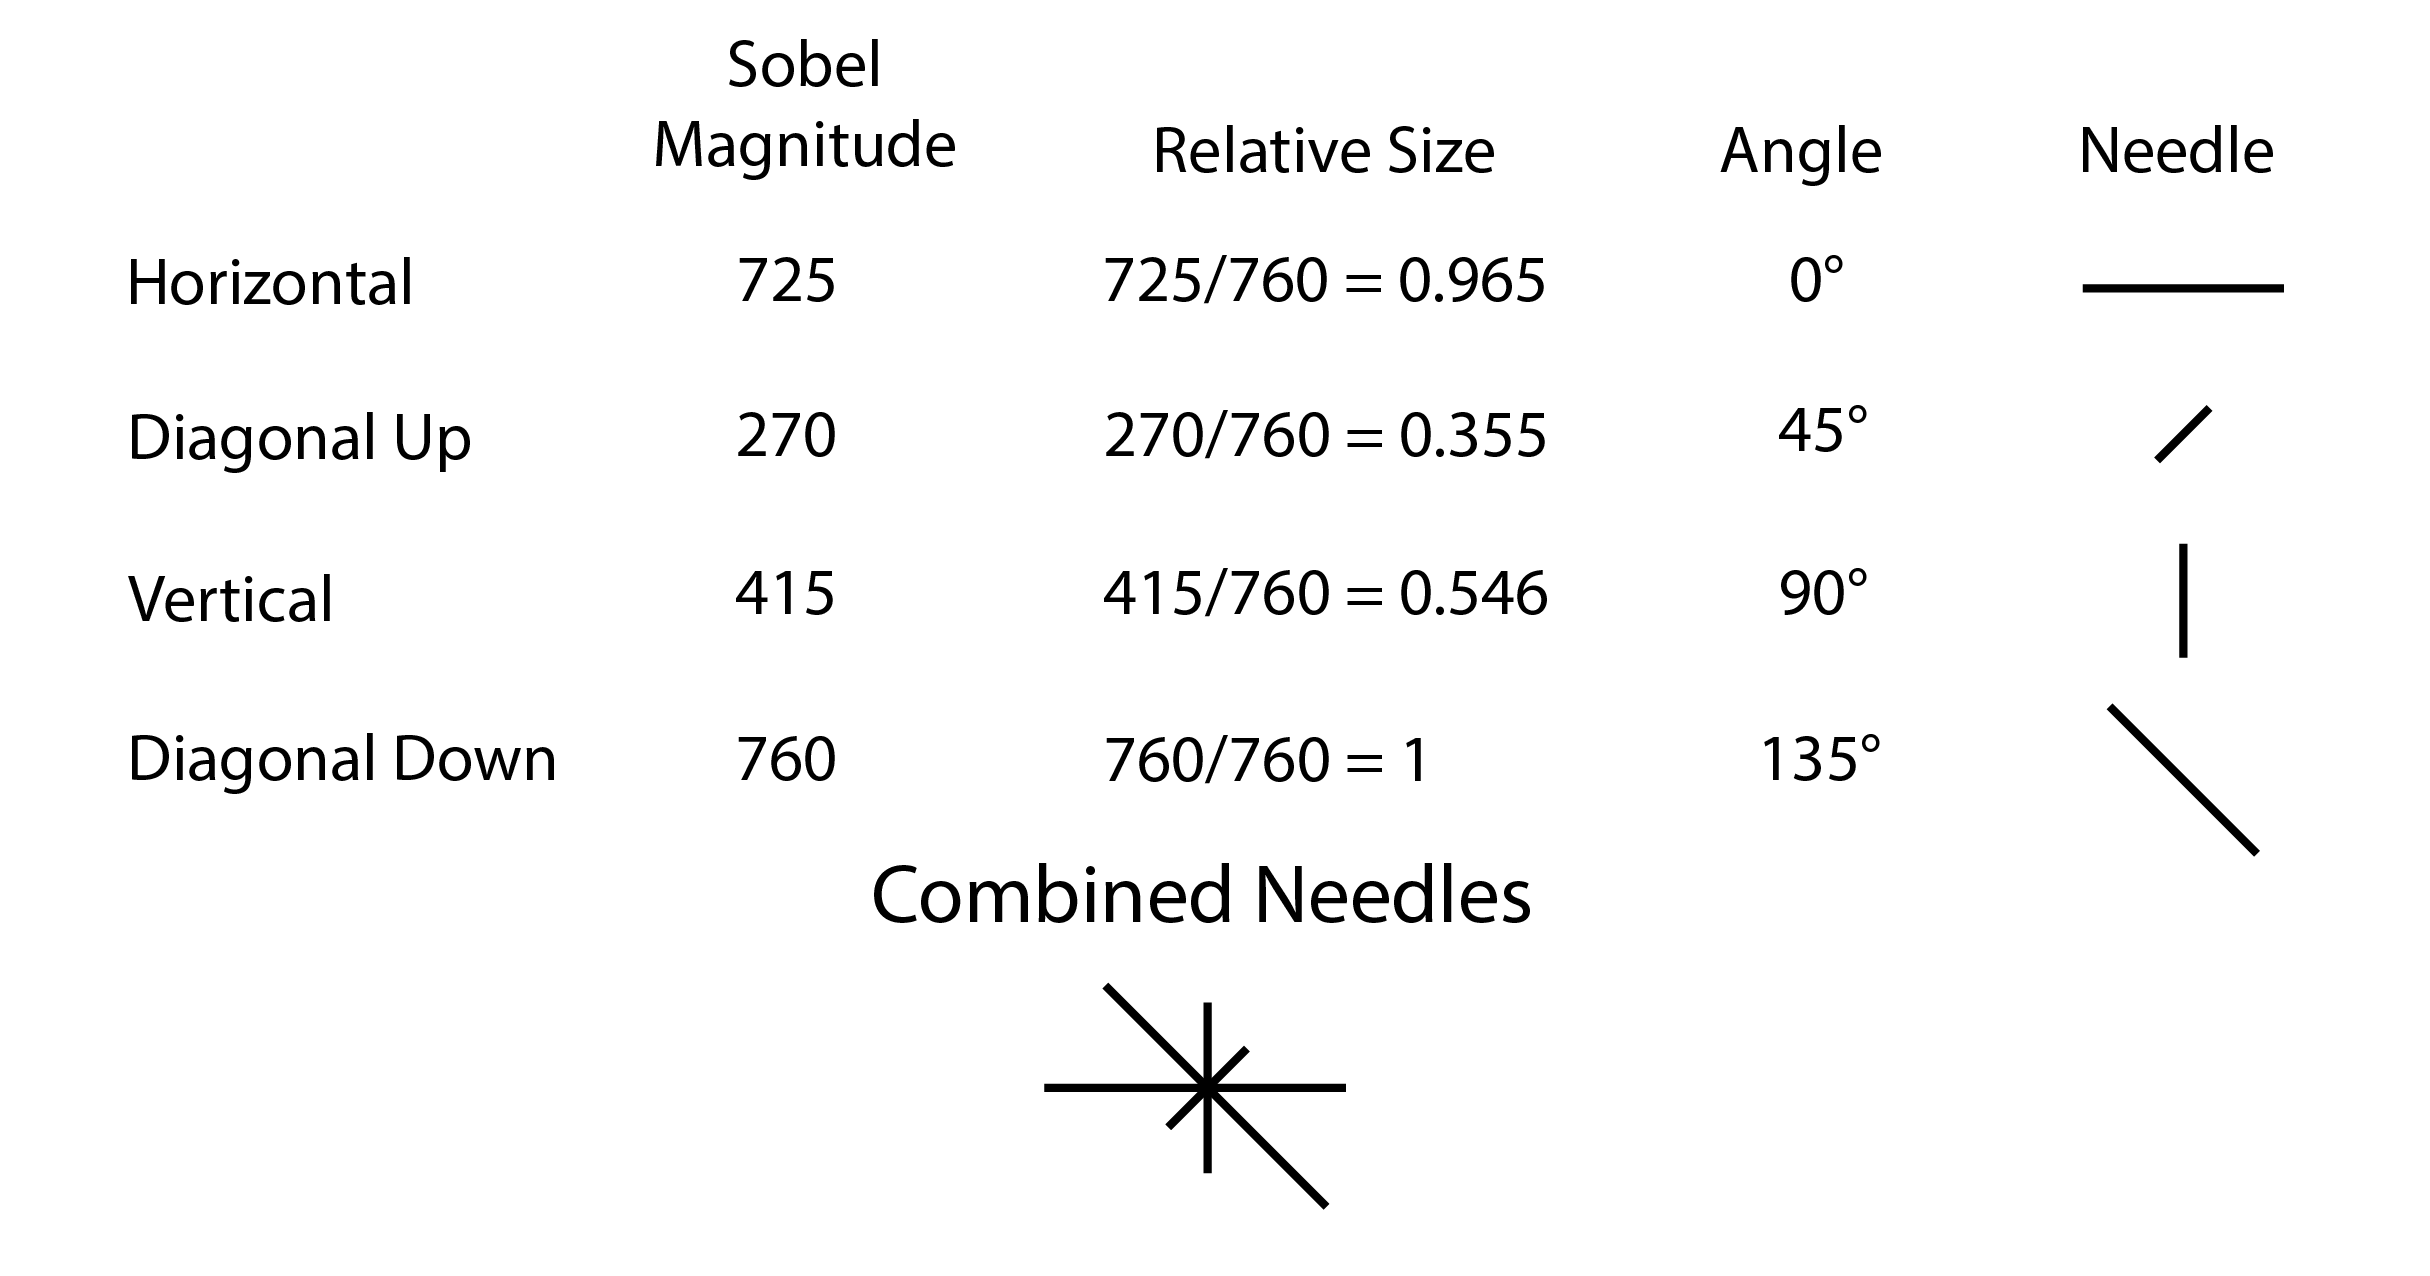 Sobel
Magnitude Relative Size Angle Needle
Horizontal 725 725/760 = 0.965 0°
Diagonal Up 270 270/760 = 0.355 45°
Vertical 415 415/760 = 0.546 90°
Diagonal Down 760 760/760 = 1 135°
Combined Needles